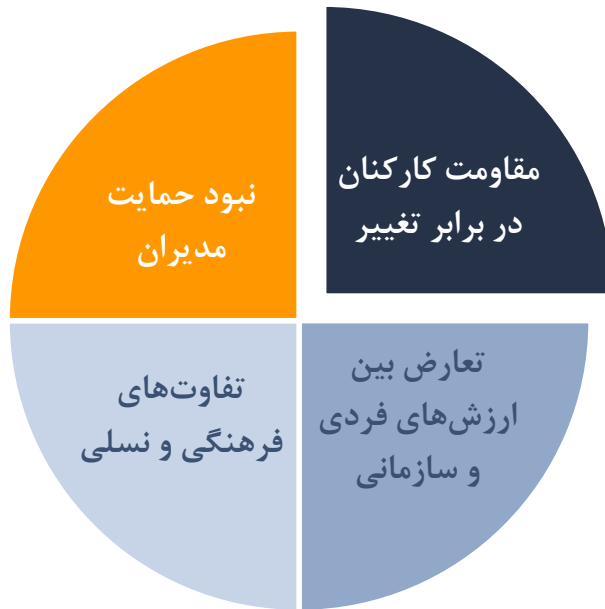 مقاومت کارکنان
در برابر تغییر
نبود حمایت
مدیران
تعارض بین
ارزش‌های فردی
و سازمانی
تفاوت‌های
فرهنگی و نسلی